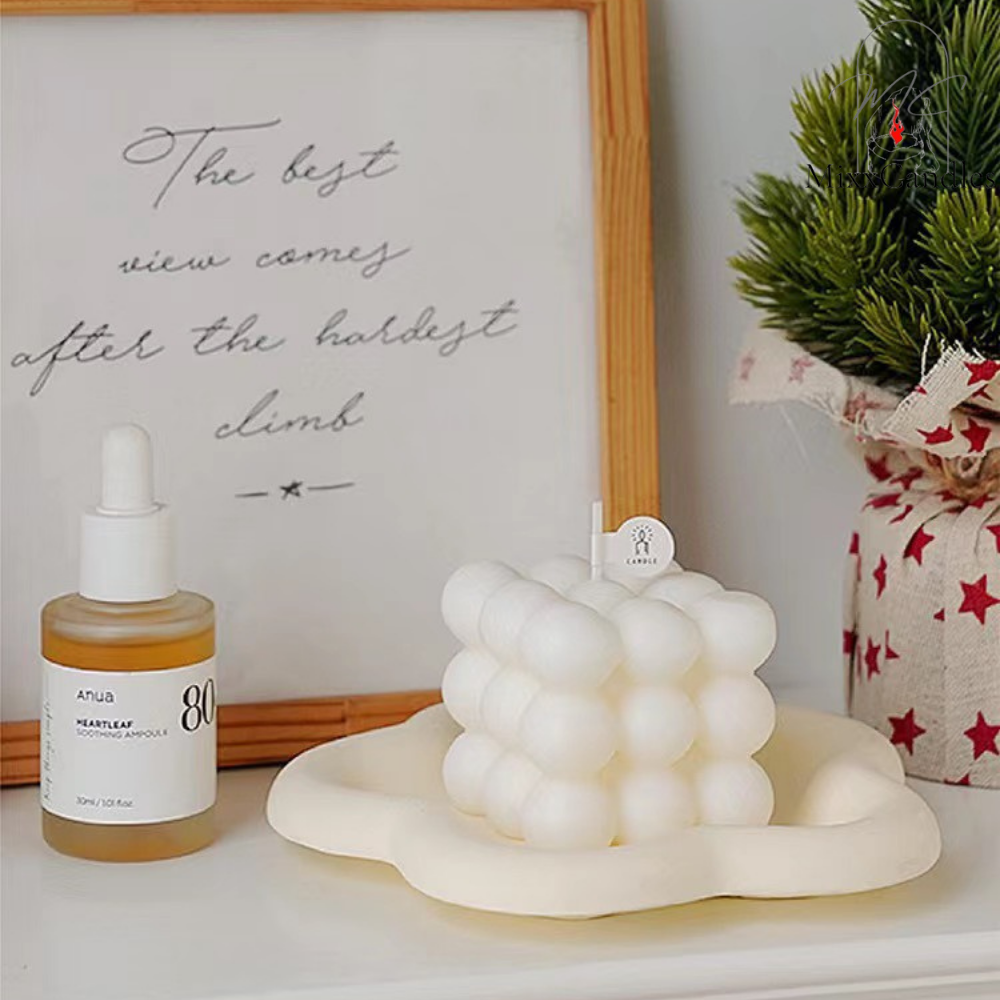 The best
view comes
after the hardest
climb
CANDLE
Anua
80
HEARTLEAF
SOOTHING AMPOULE
30ml / 1.01 fl.oz.